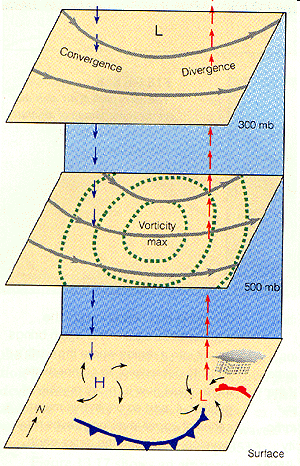 L
Convergence
Divergence
300 mb
Vorticity
max
500 mb
H
L
N
Surface